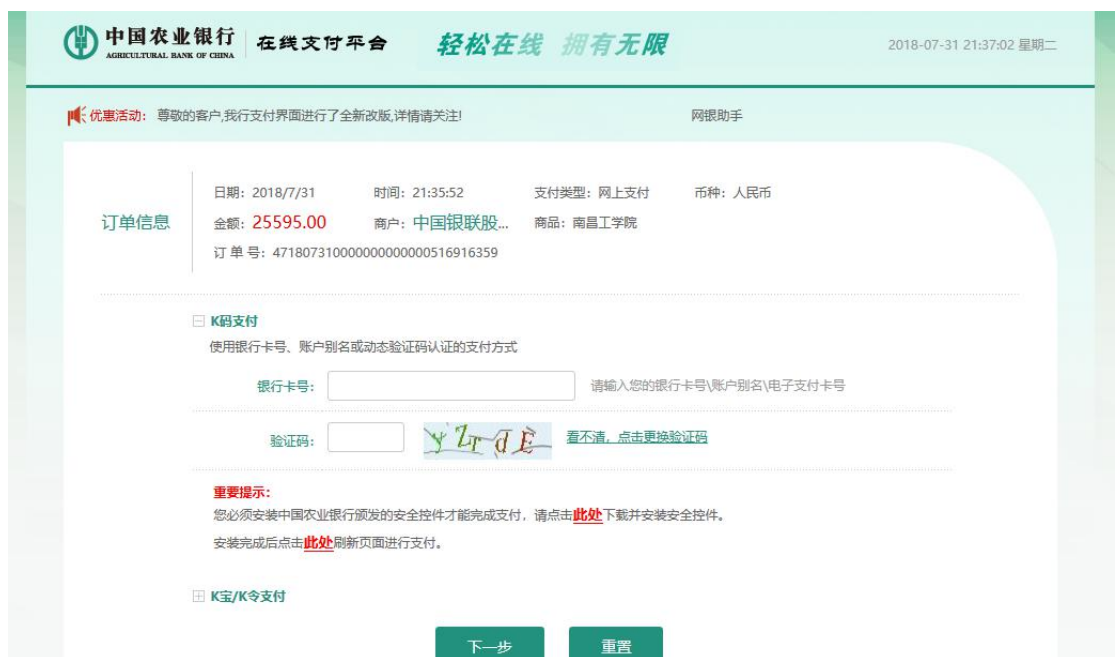 中国农业银行 在线支付平台 轻松在线 拥有无限 2018-07-31 21:37:02 星期二
AGRICULTURAL BANK OF CHINA
优惠活动：尊敬的客户,我行支付界面进行了全新改版,详情请关注! 网银助手
日期：2018/7/31 时间：21:35:52 支付类型：网上支付 币种：人民币
订单信息 金额：25595.00 商户：中国银联股... 商品：南昌工学院
订 单 号：47180731000000000000516916359
K码支付
使用银行卡号、账户别名或动态验证码认证的支付方式
银行卡号： 请输入您的银行卡号\账户别名\电子支付卡号
验证码： 看不清，点击更换验证码
重要提示：
您必须安装中国农业银行颁发的安全控件才能完成支付，请点击此处下载并安装安全控件。
安装完成后点击此处刷新页面进行支付。
K宝/K令支付
下一步 重置